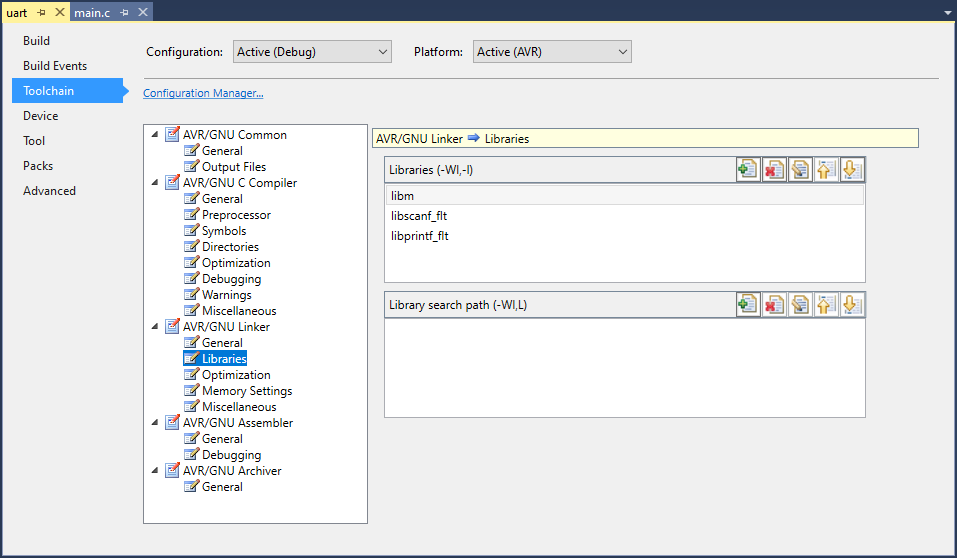 uart main.c
Build
Build Events
Toolchain
Device
Tool
Packs
Advanced
Configuration: Active (Debug) Platform: Active (AVR)
Configuration Manager...
AVR/GNU Common
General
Output Files
AVR/GNU C Compiler
General
Preprocessor
Symbols
Directories
Optimization
Debugging
Warnings
Miscellaneous
AVR/GNU Linker
General
Libraries
Optimization
Memory Settings
Miscellaneous
AVR/GNU Assembler
General
Debugging
AVR/GNU Archiver
General
AVR/GNU Linker Libraries
Libraries (-Wl,-l)
libm
libscanf_flt
libprintf_flt
Library search path (-Wl,L)